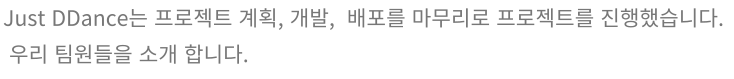 Just DDance는 프로젝트 계획, 개발, 배포를 마무리로 프로젝트를 진행했습니다.
우리 팀원들을 소개 합니다.